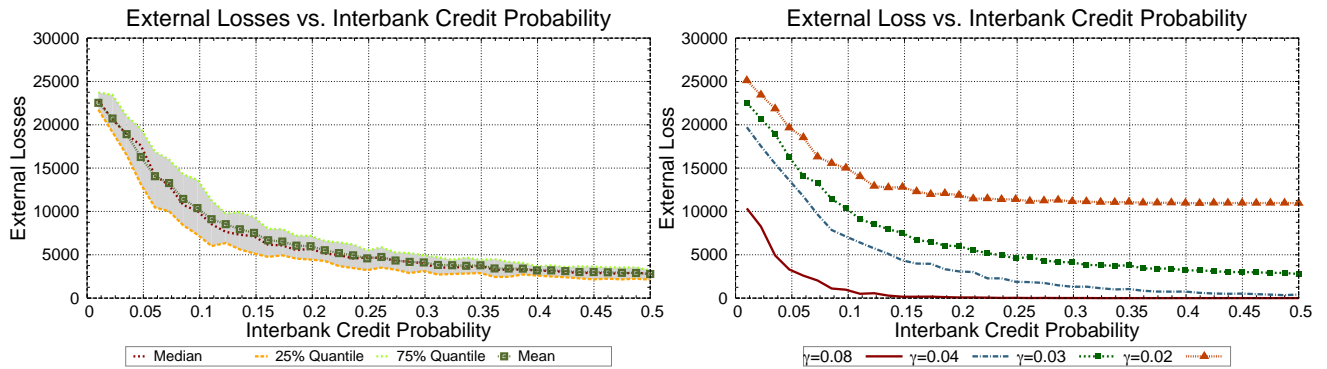 External Losses vs. Interbank Credit Probability
30000
25000
20000
15000
10000
5000
0
External Losses
0 0.05 0.1 0.15 0.2 0.25 0.3 0.35 0.4 0.45 0.5
Interbank Credit Probability
Median 25% Quantile 75% Quantile Mean
External Loss vs. Interbank Credit Probability
30000
25000
20000
15000
10000
5000
0
External Loss
0 0.05 0.1 0.15 0.2 0.25 0.3 0.35 0.4 0.45 0.5
Interbank Credit Probability
γ=0.08 γ=0.04 γ=0.03 γ=0.02